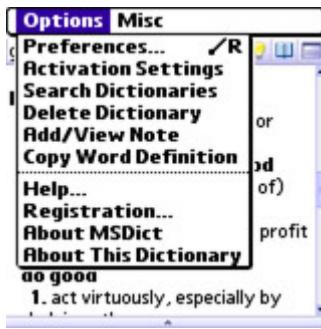 Options Misc
Preferences... ✓R
Activation Settings
Search Dictionaries
Delete Dictionary
Add/View Note
or
Copy Word Definition
of)
Help...
Registration...
profit
About MSDict
About This Dictionary
do good
1. act virtuously, especially by